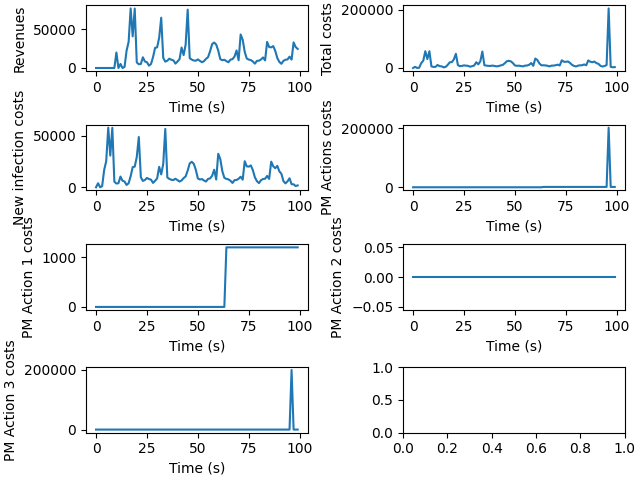 Revenues
50000
0
0 25 50 75 100
Time (s)
Total costs
200000
0
0 25 50 75 100
Time (s)
New infection costs
50000
0
0 25 50 75 100
Time (s)
PM Actions costs
200000
0
0 25 50 75 100
Time (s)
PM Action 1 costs
1000
0
0 25 50 75 100
Time (s)
PM Action 2 costs
0.05
0.00
−0.05
0 25 50 75 100
Time (s)
PM Action 3 costs
200000
0
0 25 50 75 100
Time (s)
1.0
0.5
0.0
0.0 0.2 0.4 0.6 0.8 1.0